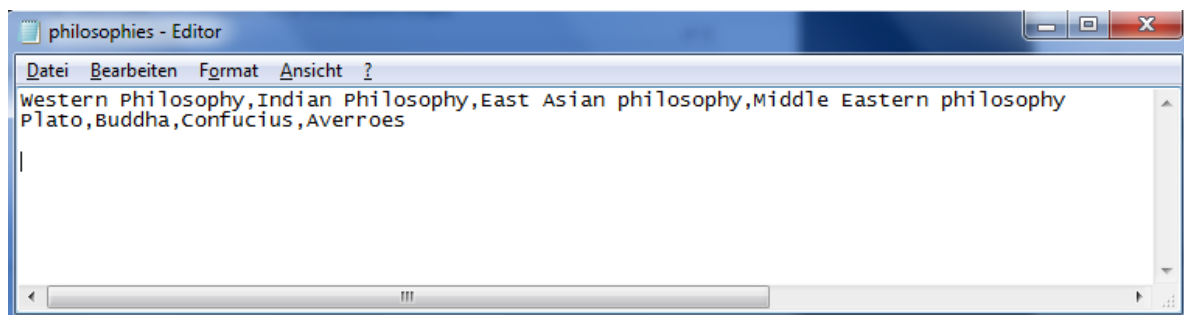 philosophies - Editor
Datei Bearbeiten Format Ansicht ?
Western Philosophy,Indian Philosophy,East Asian philosophy,Middle Eastern philosophy
Plato,Buddha,Confucius,Averroes